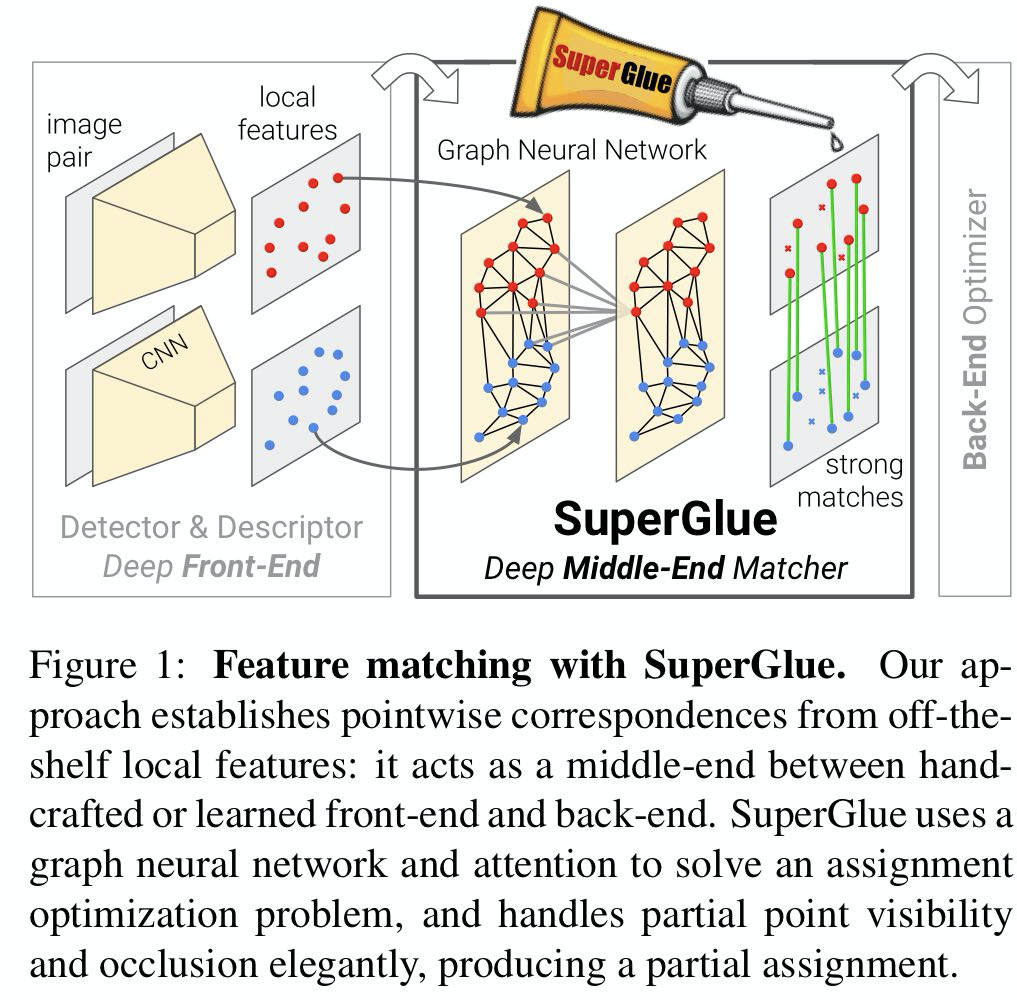 image
pair
local
features
CNN
Detector & Descriptor
Deep Front-End
SuperGlue
Graph Neural Network
strong
matches
SuperGlue
Deep Middle-End Matcher
Back-End Optimizer
Figure 1: Feature matching with SuperGlue. Our ap-
proach establishes pointwise correspondences from off-the-
shelf local features: it acts as a middle-end between hand-
crafted or learned front-end and back-end. SuperGlue uses a
graph neural network and attention to solve an assignment
optimization problem, and handles partial point visibility
and occlusion elegantly, producing a partial assignment.